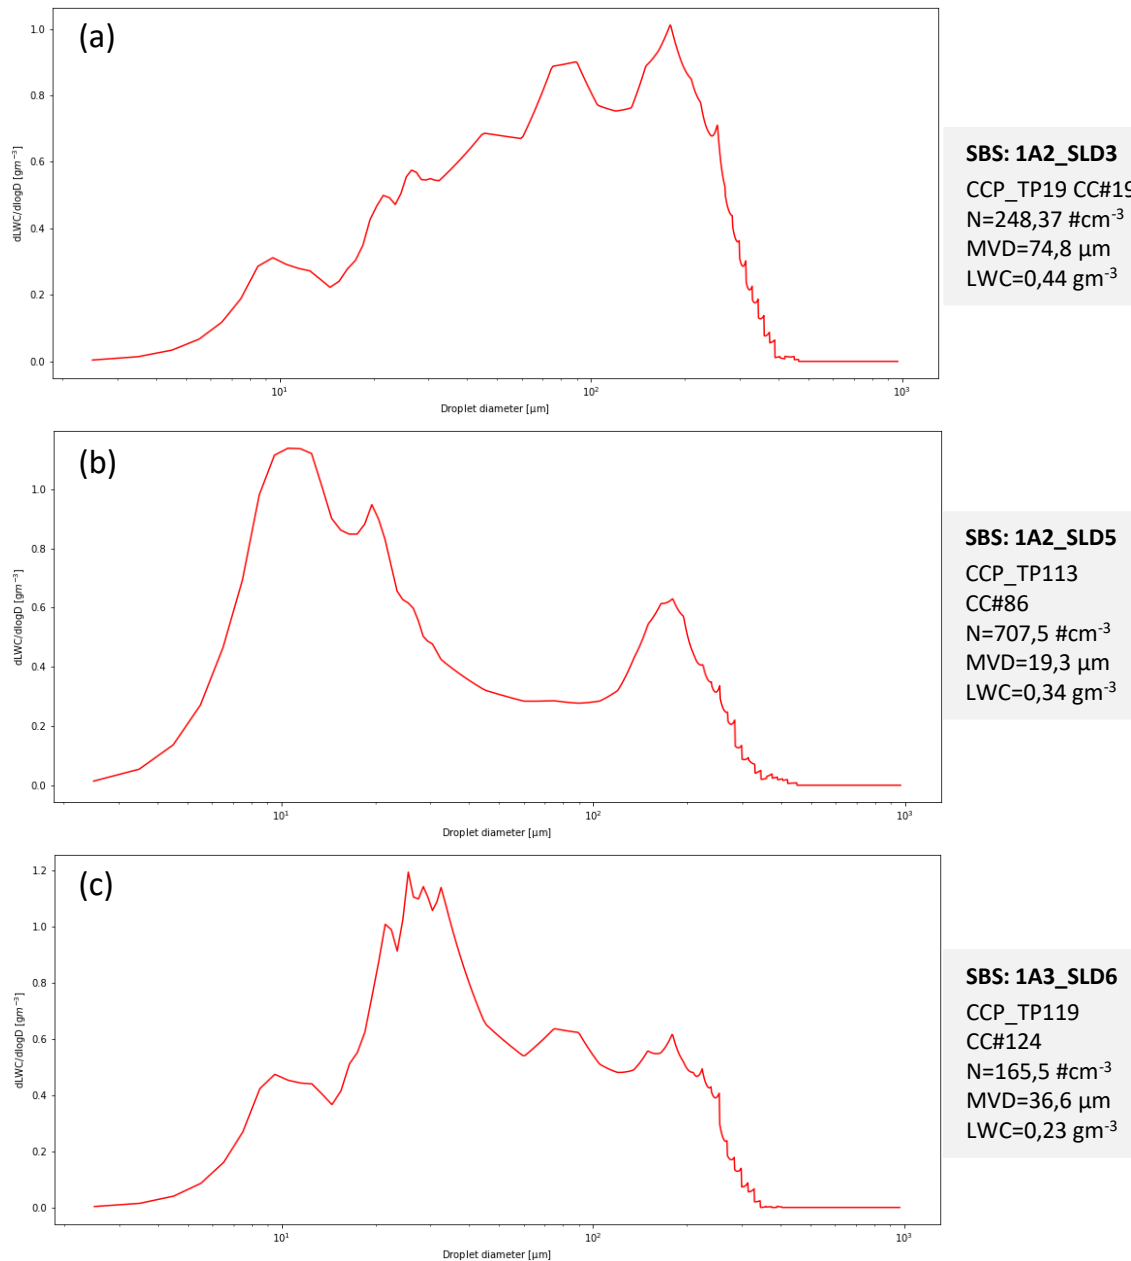 (a)
1.0
0.8
0.6
0.4
0.2
0.0
dLWC/dlogD [gm⁻³]
10¹ 10² 10³
Droplet diameter [µm]
SBS: 1A2_SLD3
CCP_TP19 CC#19
N=248,37 #cm⁻³
MVD=74,8 µm
LWC=0,44 gm⁻³
(b)
1.0
0.8
0.6
0.4
0.2
0.0
dLWC/dlogD [gm⁻³]
10¹ 10² 10³
Droplet diameter [µm]
SBS: 1A2_SLD5
CCP_TP113
CC#86
N=707,5 #cm⁻³
MVD=19,3 µm
LWC=0,34 gm⁻³
(c)
1.2
1.0
0.8
0.6
0.4
0.2
0.0
dLWC/dlogD [gm⁻³]
10¹ 10² 10³
Droplet diameter [µm]
SBS: 1A3_SLD6
CCP_TP119
CC#124
N=165,5 #cm⁻³
MVD=36,6 µm
LWC=0,23 gm⁻³